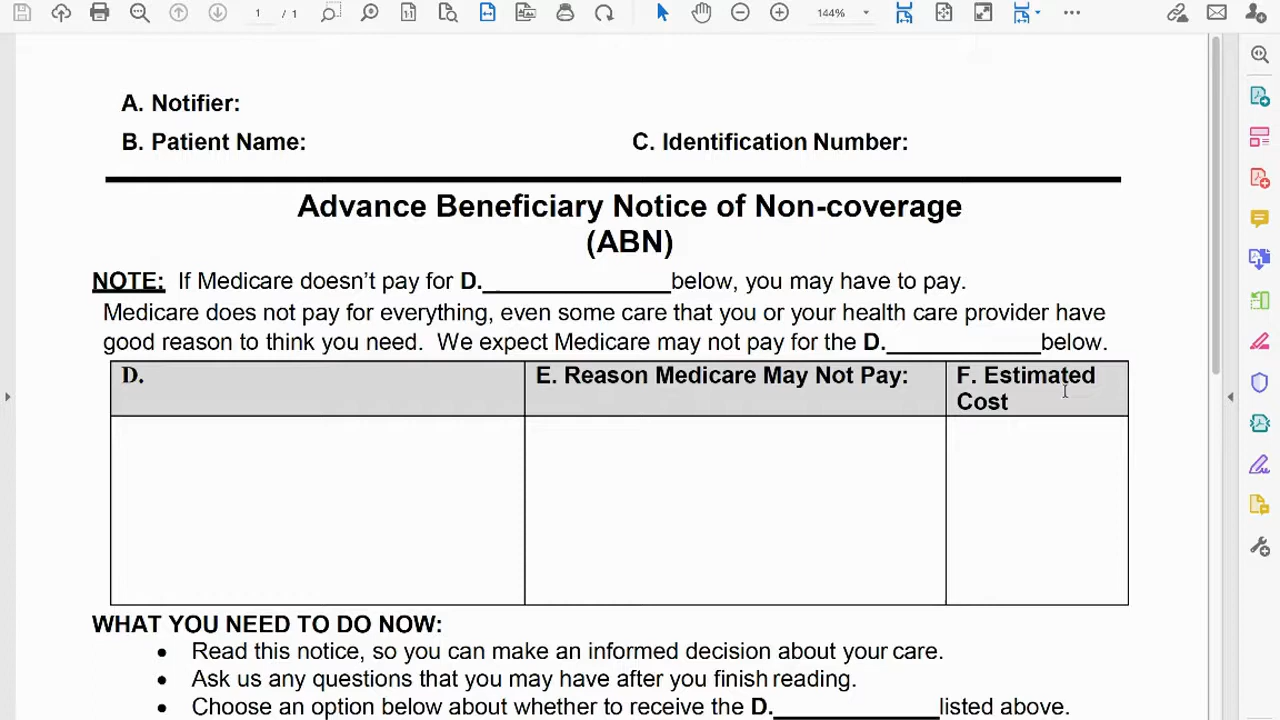 1 / 1
144%
A. Notifier:
B. Patient Name: C. Identification Number:
Advance Beneficiary Notice of Non-coverage
(ABN)
NOTE: If Medicare doesn’t pay for D.______________below, you may have to pay.
Medicare does not pay for everything, even some care that you or your health care provider have
good reason to think you need. We expect Medicare may not pay for the D.____________below.
D. E. Reason Medicare May Not Pay: F. Estimated
Cost
WHAT YOU NEED TO DO NOW:
• Read this notice, so you can make an informed decision about your care.
• Ask us any questions that you may have after you finish reading.
• Choose an option below about whether to receive the D.____________listed above.